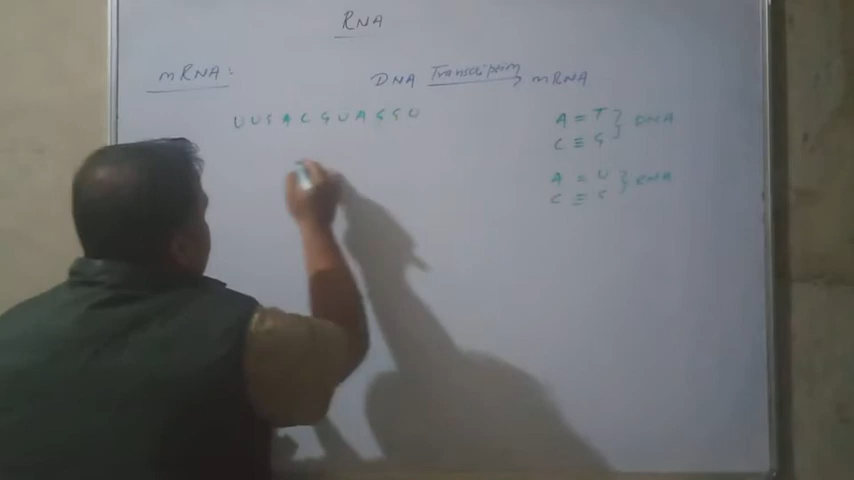 RNA
mRNA:
DNA Transcription → mRNA
U U G A C G U A G G U
A = T } DNA
C ≡ G
A = U } RNA
C ≡ G